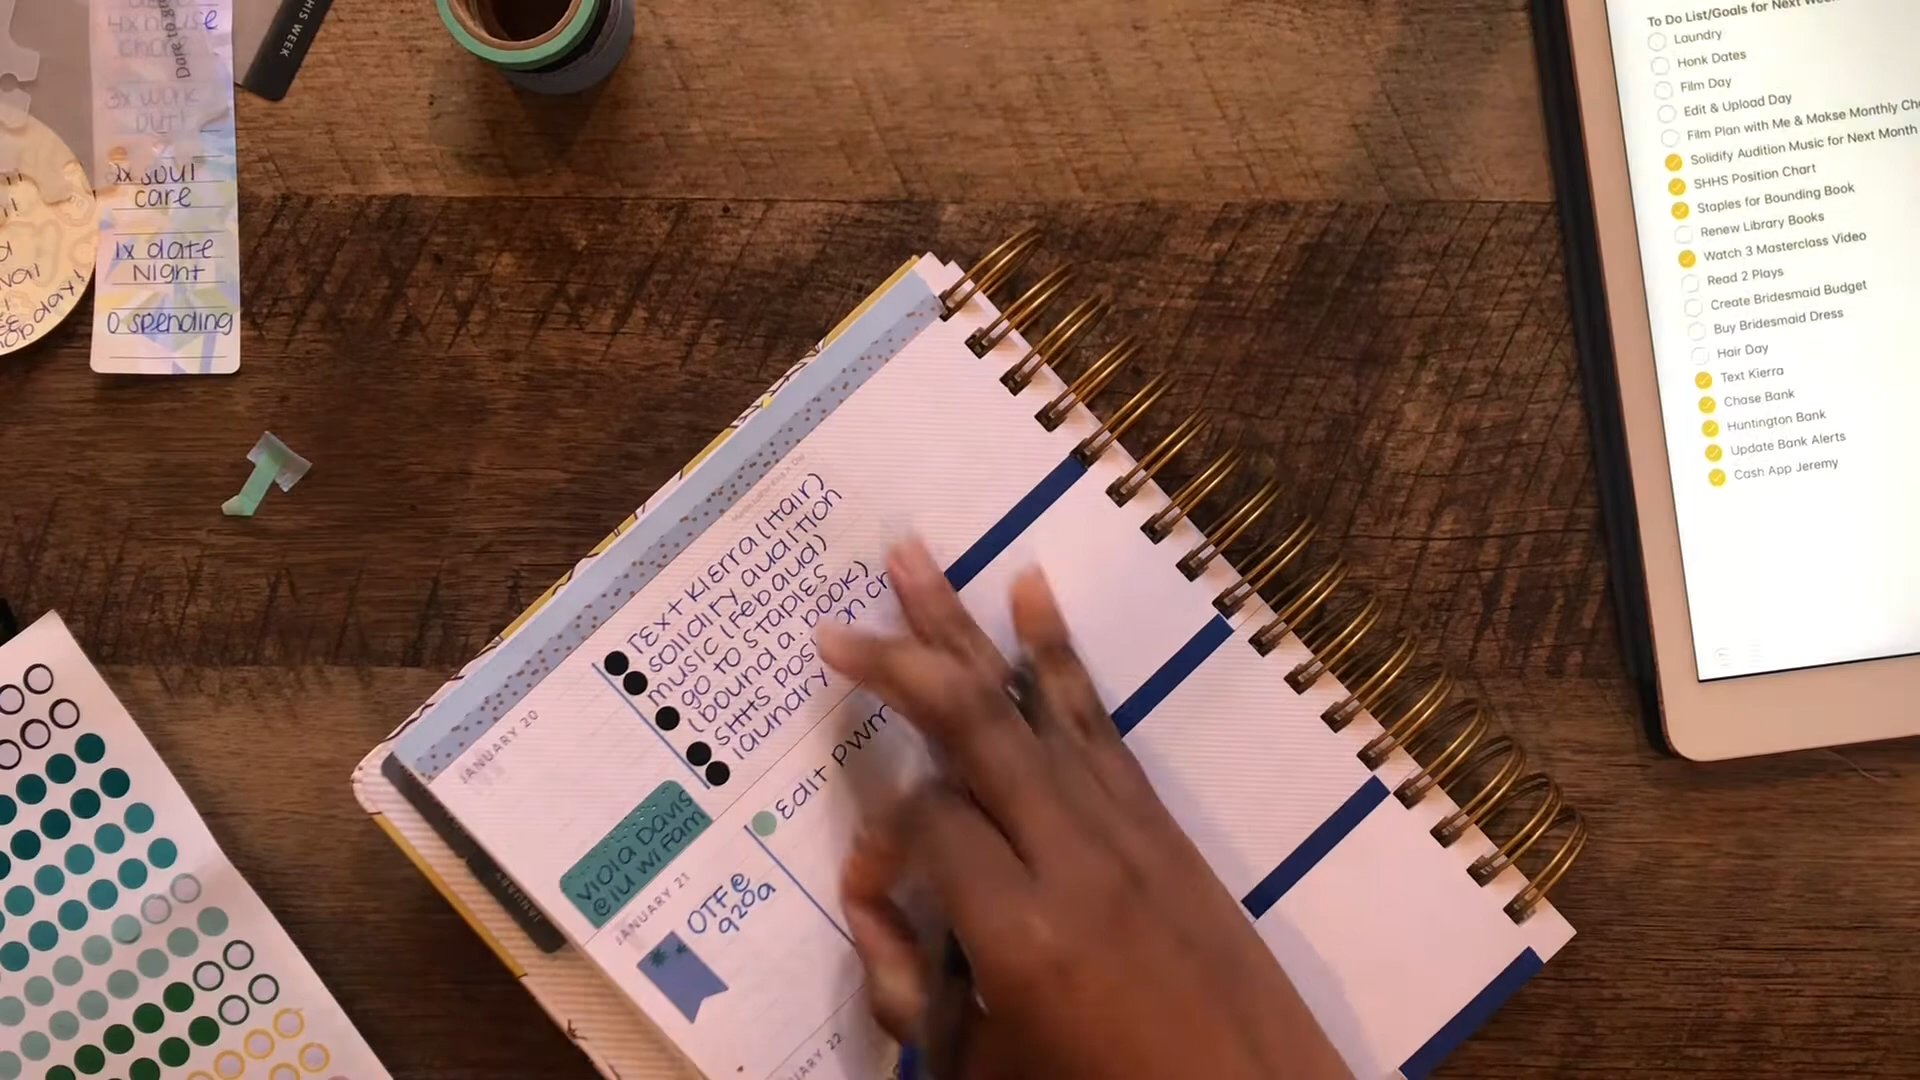 THIS WEEK
Dare to
4x house
3x work
out!
2x soul
care
1x date
Night
0 spending
TExt KIErra (Hair)
solidify audition
music (Feb aud)
go to staples
(bound a. book)
SHHS
laundry
JANUARY 20
VIOLA DAVIS
@ IU w/ Fam
Edit pwm
JANUARY 21
OTF @
920a
JANUARY
22
To Do List/Goals for Next
Laundry
Honk Dates
Film Day
Edit & Upload Day
Film Plan with Me & Makse Monthly
Solidify Audition Music for Next Month
SHHS Position Chart
Staples for Bounding Book
Renew Library Books
Watch 3 Masterclass Video
Read 2 Plays
Create Bridesmaid Budget
Buy Bridesmaid Dress
Hair Day
Text Kierra
Chase Bank
Huntington Bank
Update Bank Alerts
Cash App Jeremy